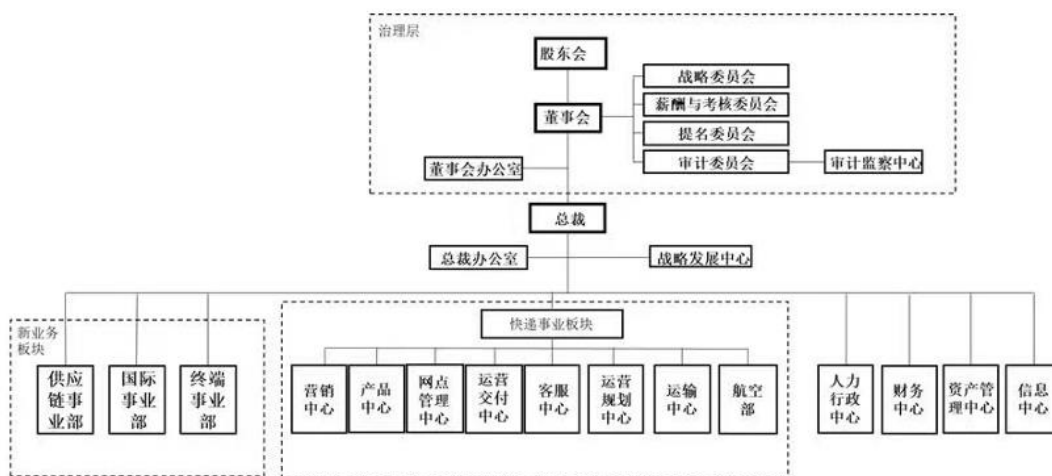 治理层
股东会
战略委员会
董事会
薪酬与考核委员会
提名委员会
董事会办公室
审计委员会
审计监察中心
总裁
总裁办公室
战略发展中心
新业务
板块
快递事业板块
供应
链事
业部
国际
事业
部
终端
事业
部
营销
中心
产品
中心
网点
管理
中心
运营
交付
中心
客服
中心
运营
规划
中心
运输
中心
航空
部
人力
行政
中心
财务
中心
资产管
理中心
信息
中心